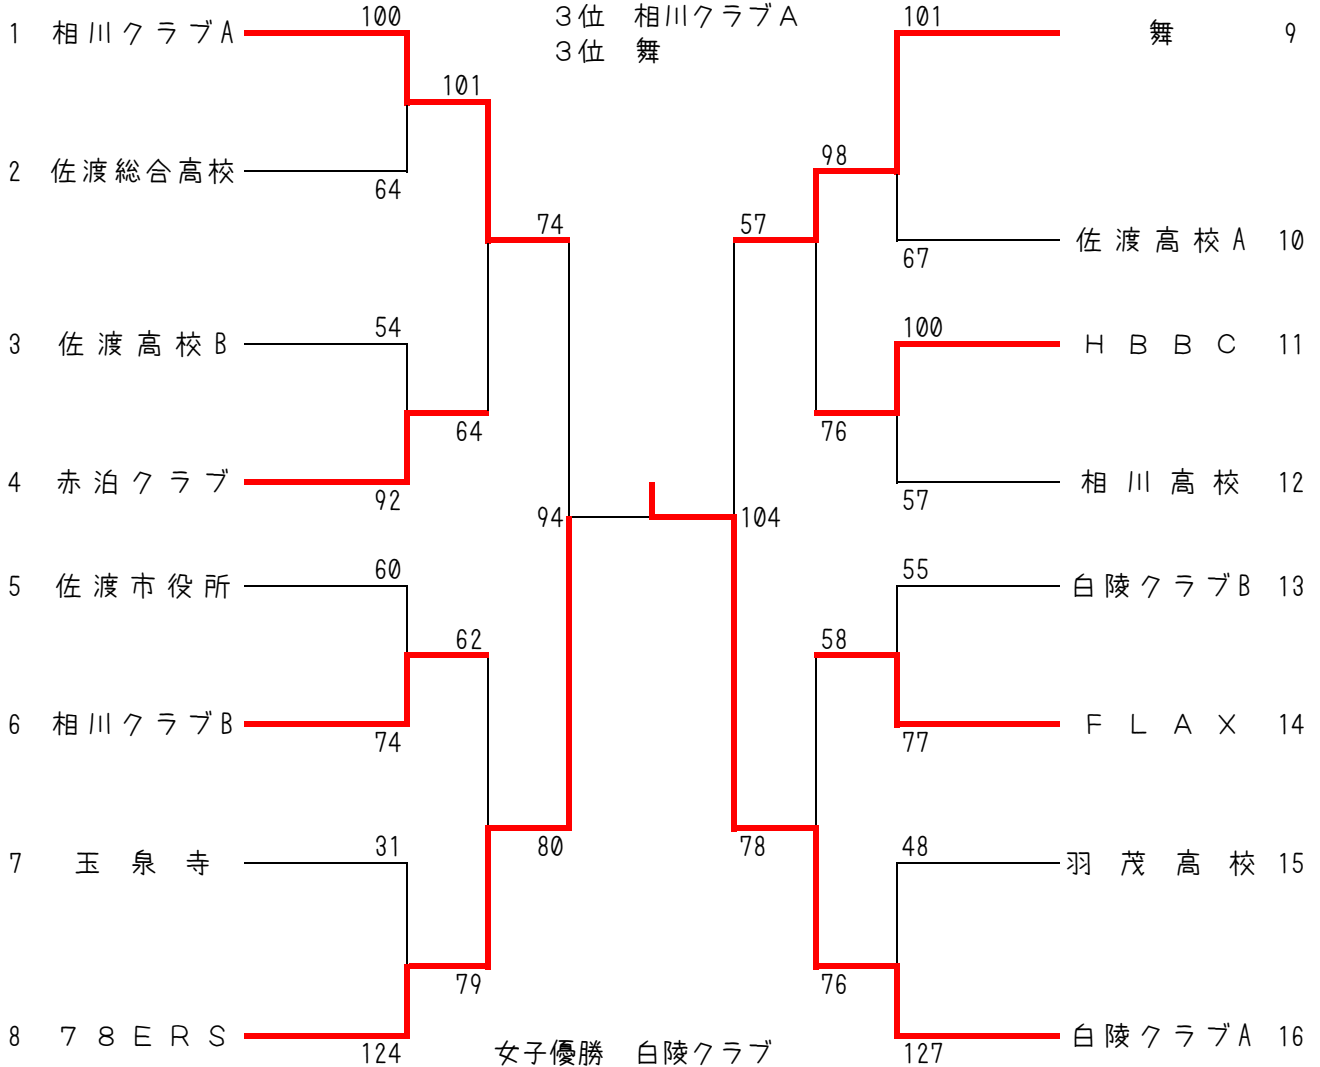 ３位　相川クラブＡ
３位　舞
1 相川クラブA 100
101
2 佐渡総合高校 64
74
3 佐渡高校B 54
64
4 赤泊クラブ 92
94
5 佐渡市役所 60
62
6 相川クラブB 74
80
7 玉泉寺 31
79
8 ７８ＥＲＳ 124
101 舞 9
98
67 佐渡高校A 10
57
100 ＨＢＢＣ 11
76
57 相川高校 12
104
55 白陵クラブB 13
58
77 ＦＬＡＸ 14
78
48 羽茂高校 15
76
127 白陵クラブA 16
女子優勝　白陵クラブ